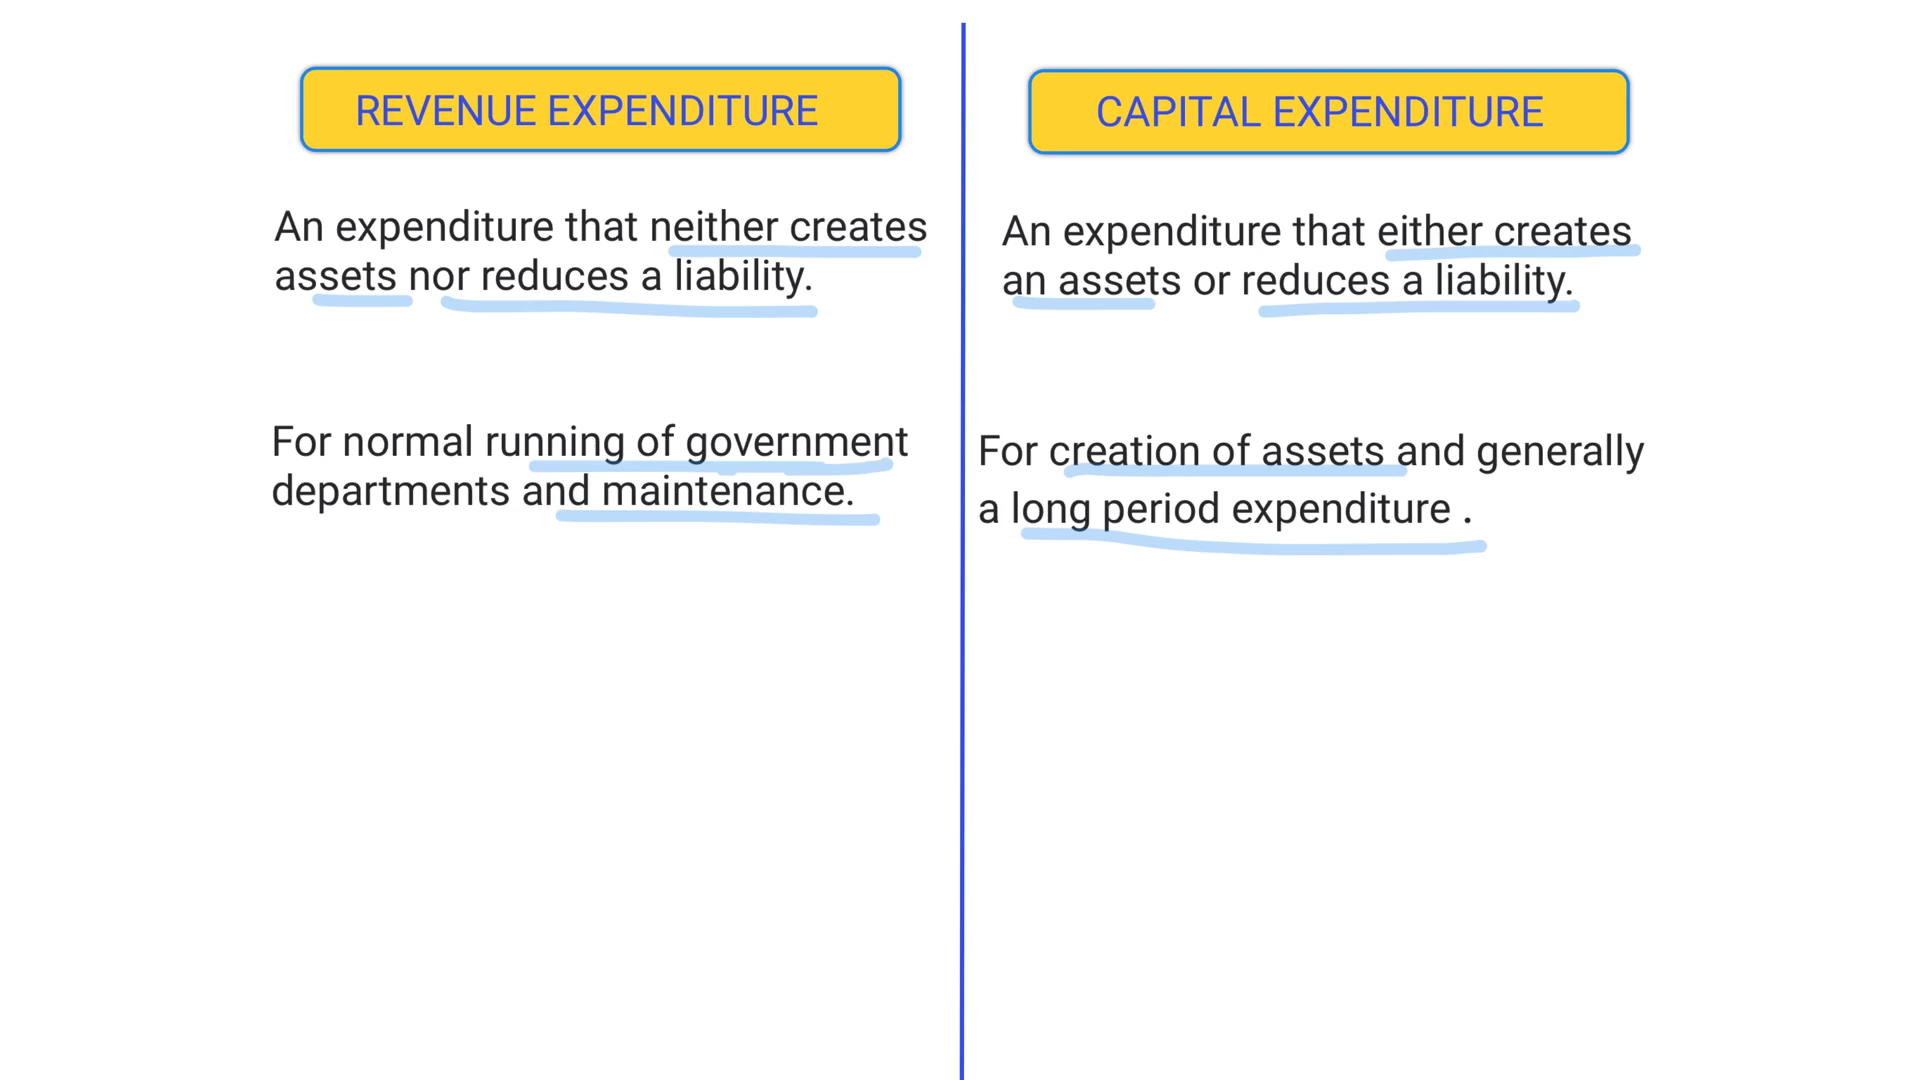 REVENUE EXPENDITURE
An expenditure that neither creates
assets nor reduces a liability.
For normal running of government
departments and maintenance.
CAPITAL EXPENDITURE
An expenditure that either creates
an assets or reduces a liability.
For creation of assets and generally
a long period expenditure .